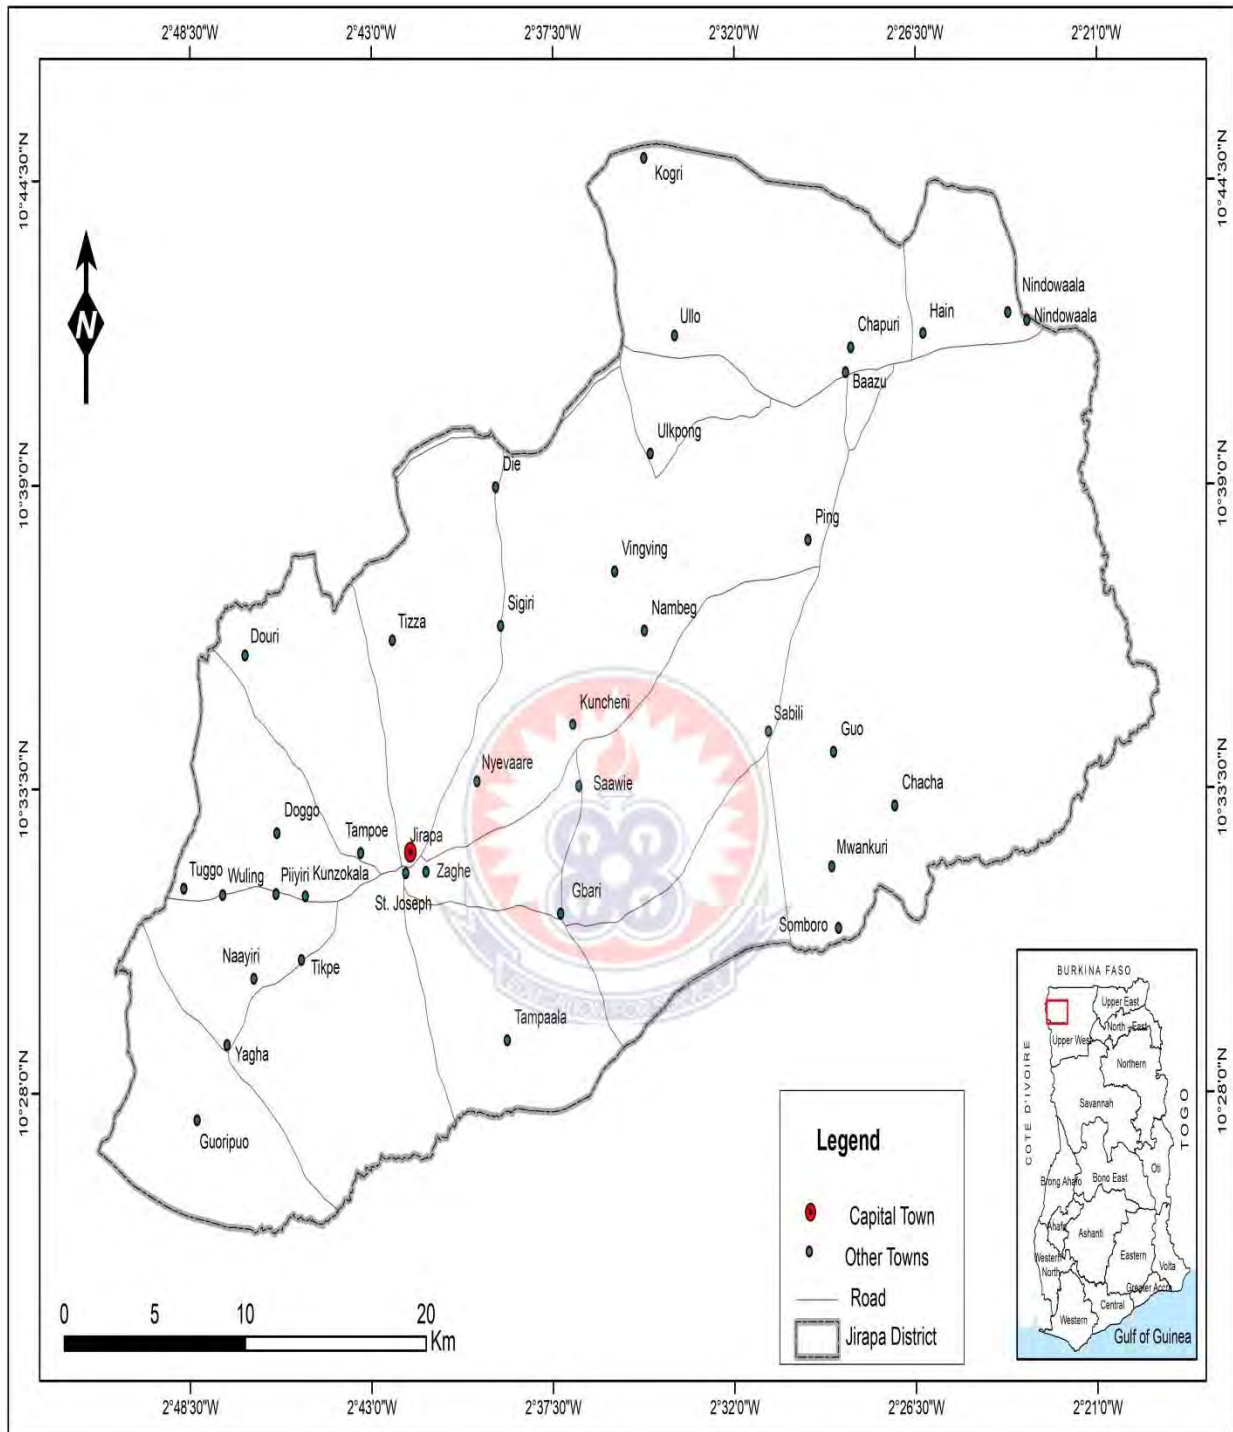 2°48'30"W 2°43'0"W 2°37'30"W 2°32'0"W 2°26'30"W 2°21'0"W
10°44'30"N
10°44'30"N
Kogri
N
Nindowaala
Ullo
Chapuri
Hain
Nindowaala
Baazu
Ulkpong
Die
10°39'0"N
10°39'0"N
Ping
Vingving
Sigiri
Nambeg
Tizza
Douri
Kuncheni
Sabili
Guo
Nyevaare
Saawie
10°33'30"N
10°33'30"N
Chacha
Doggo
Tampoe
Jirapa
Mwankuri
Tuggo
Wuling
Piiyiri
Kunzokala
Zaghe
St. Joseph
Gbari
Somboro
Naayiri
Tikpe
Tampaala
Yagha
10°28'0"N
10°28'0"N
Guoripuo
Legend
Capital Town
Other Towns
Road
Jirapa District
BURKINA FASO
Upper East
North - East
Upper West
Northern
COTE D'IVOIRE
TOGO
Savannah
Oti
Brong Ahafo
Bono East
Ahafo
Ashanti
Western
North
Eastern
Volta
Greater Accra
Central
Western
Gulf of Guinea
0 5 10 20
Km
2°48'30"W 2°43'0"W 2°37'30"W 2°32'0"W 2°26'30"W 2°21'0"W